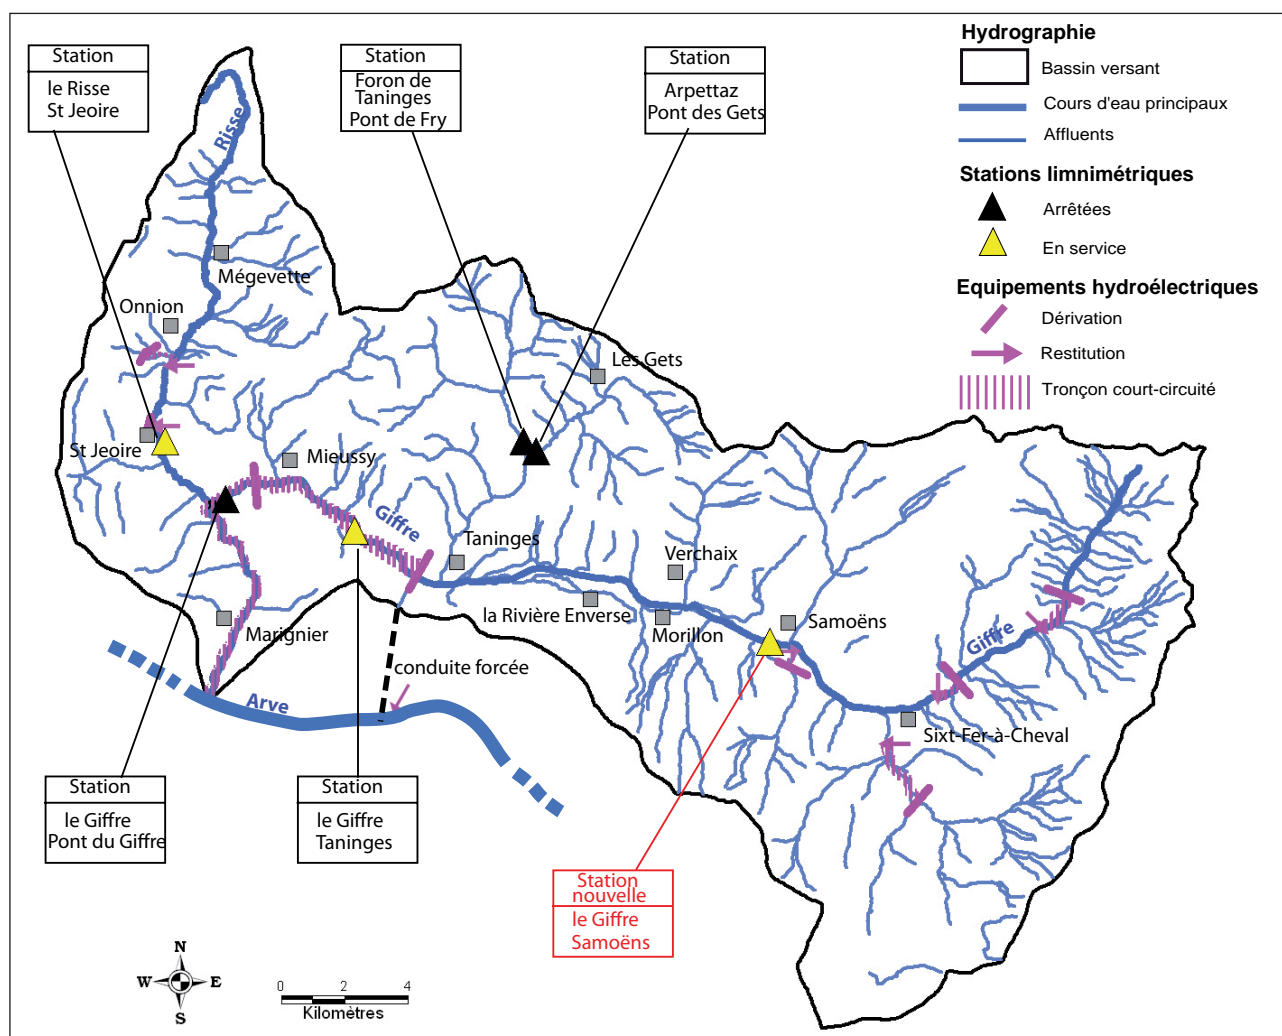 Station
le Risse
St Jeoire
Station
Foron de
Taninges
Pont de Fry
Station
Arpettaz
Pont des Gets
Hydrographie
Bassin versant
Cours d'eau principaux
Affluents
Stations limnimétriques
Arrêtées
En service
Equipements hydroélectriques
Dérivation
Restitution
Tronçon court-circuité
Risse
Mégevette
Onnion
Les Gets
St Jeoire
Mieussy
Giffre
Taninges
Verchaix
la Rivière Enverse
Morillon
Samoëns
Giffre
Marignier
conduite forcée
Arve
Sixt-Fer-à-Cheval
Station
le Giffre
Pont du Giffre
Station
le Giffre
Taninges
Station
nouvelle
le Giffre
Samoëns
N
W
E
S
0 2 4
Kilomètres